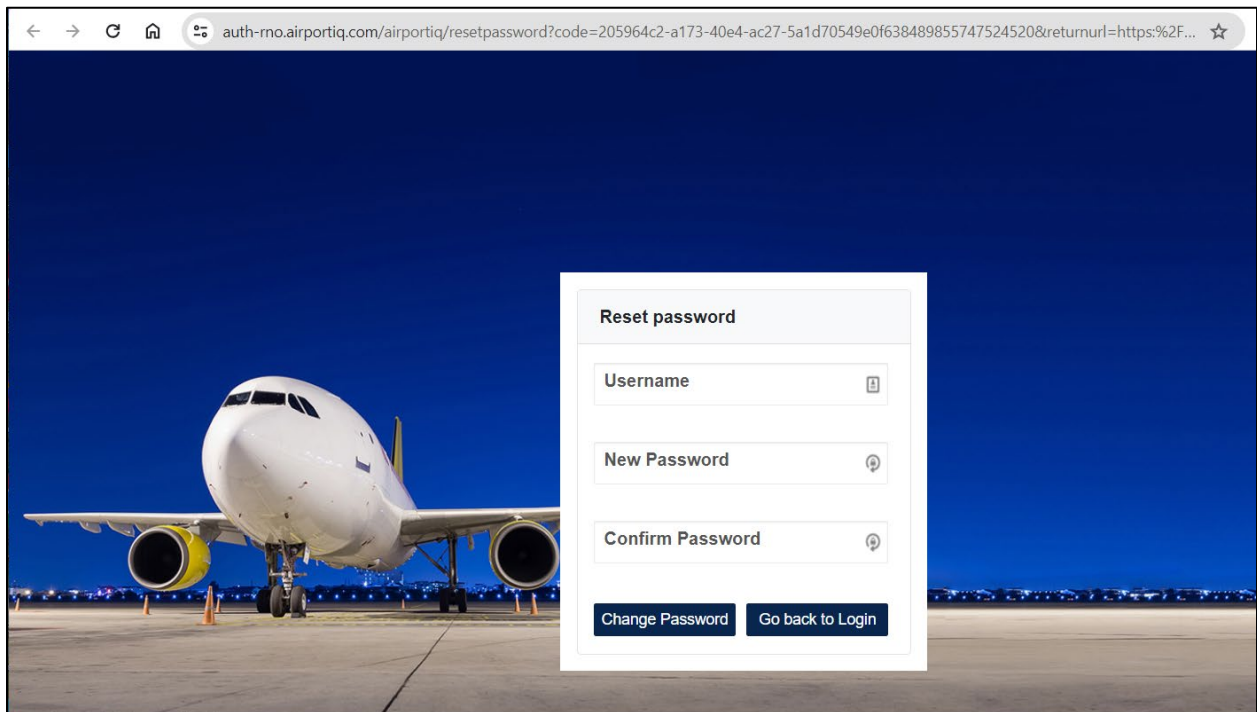 auth-rno.airportiq.com/airportiq/resetpassword?code=205964c2-a173-40e4-ac27-5a1d70549e0f638489855747524520&returnurl=https:%2F...
Reset password
Username
New Password
Confirm Password
Change Password Go back to Login